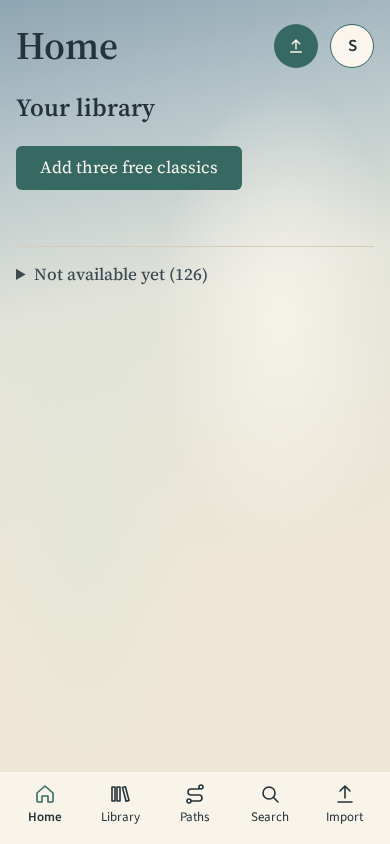 Home
S
Your library
Add three free classics
Not available yet (126)
Home
Library
Paths
Search
Import